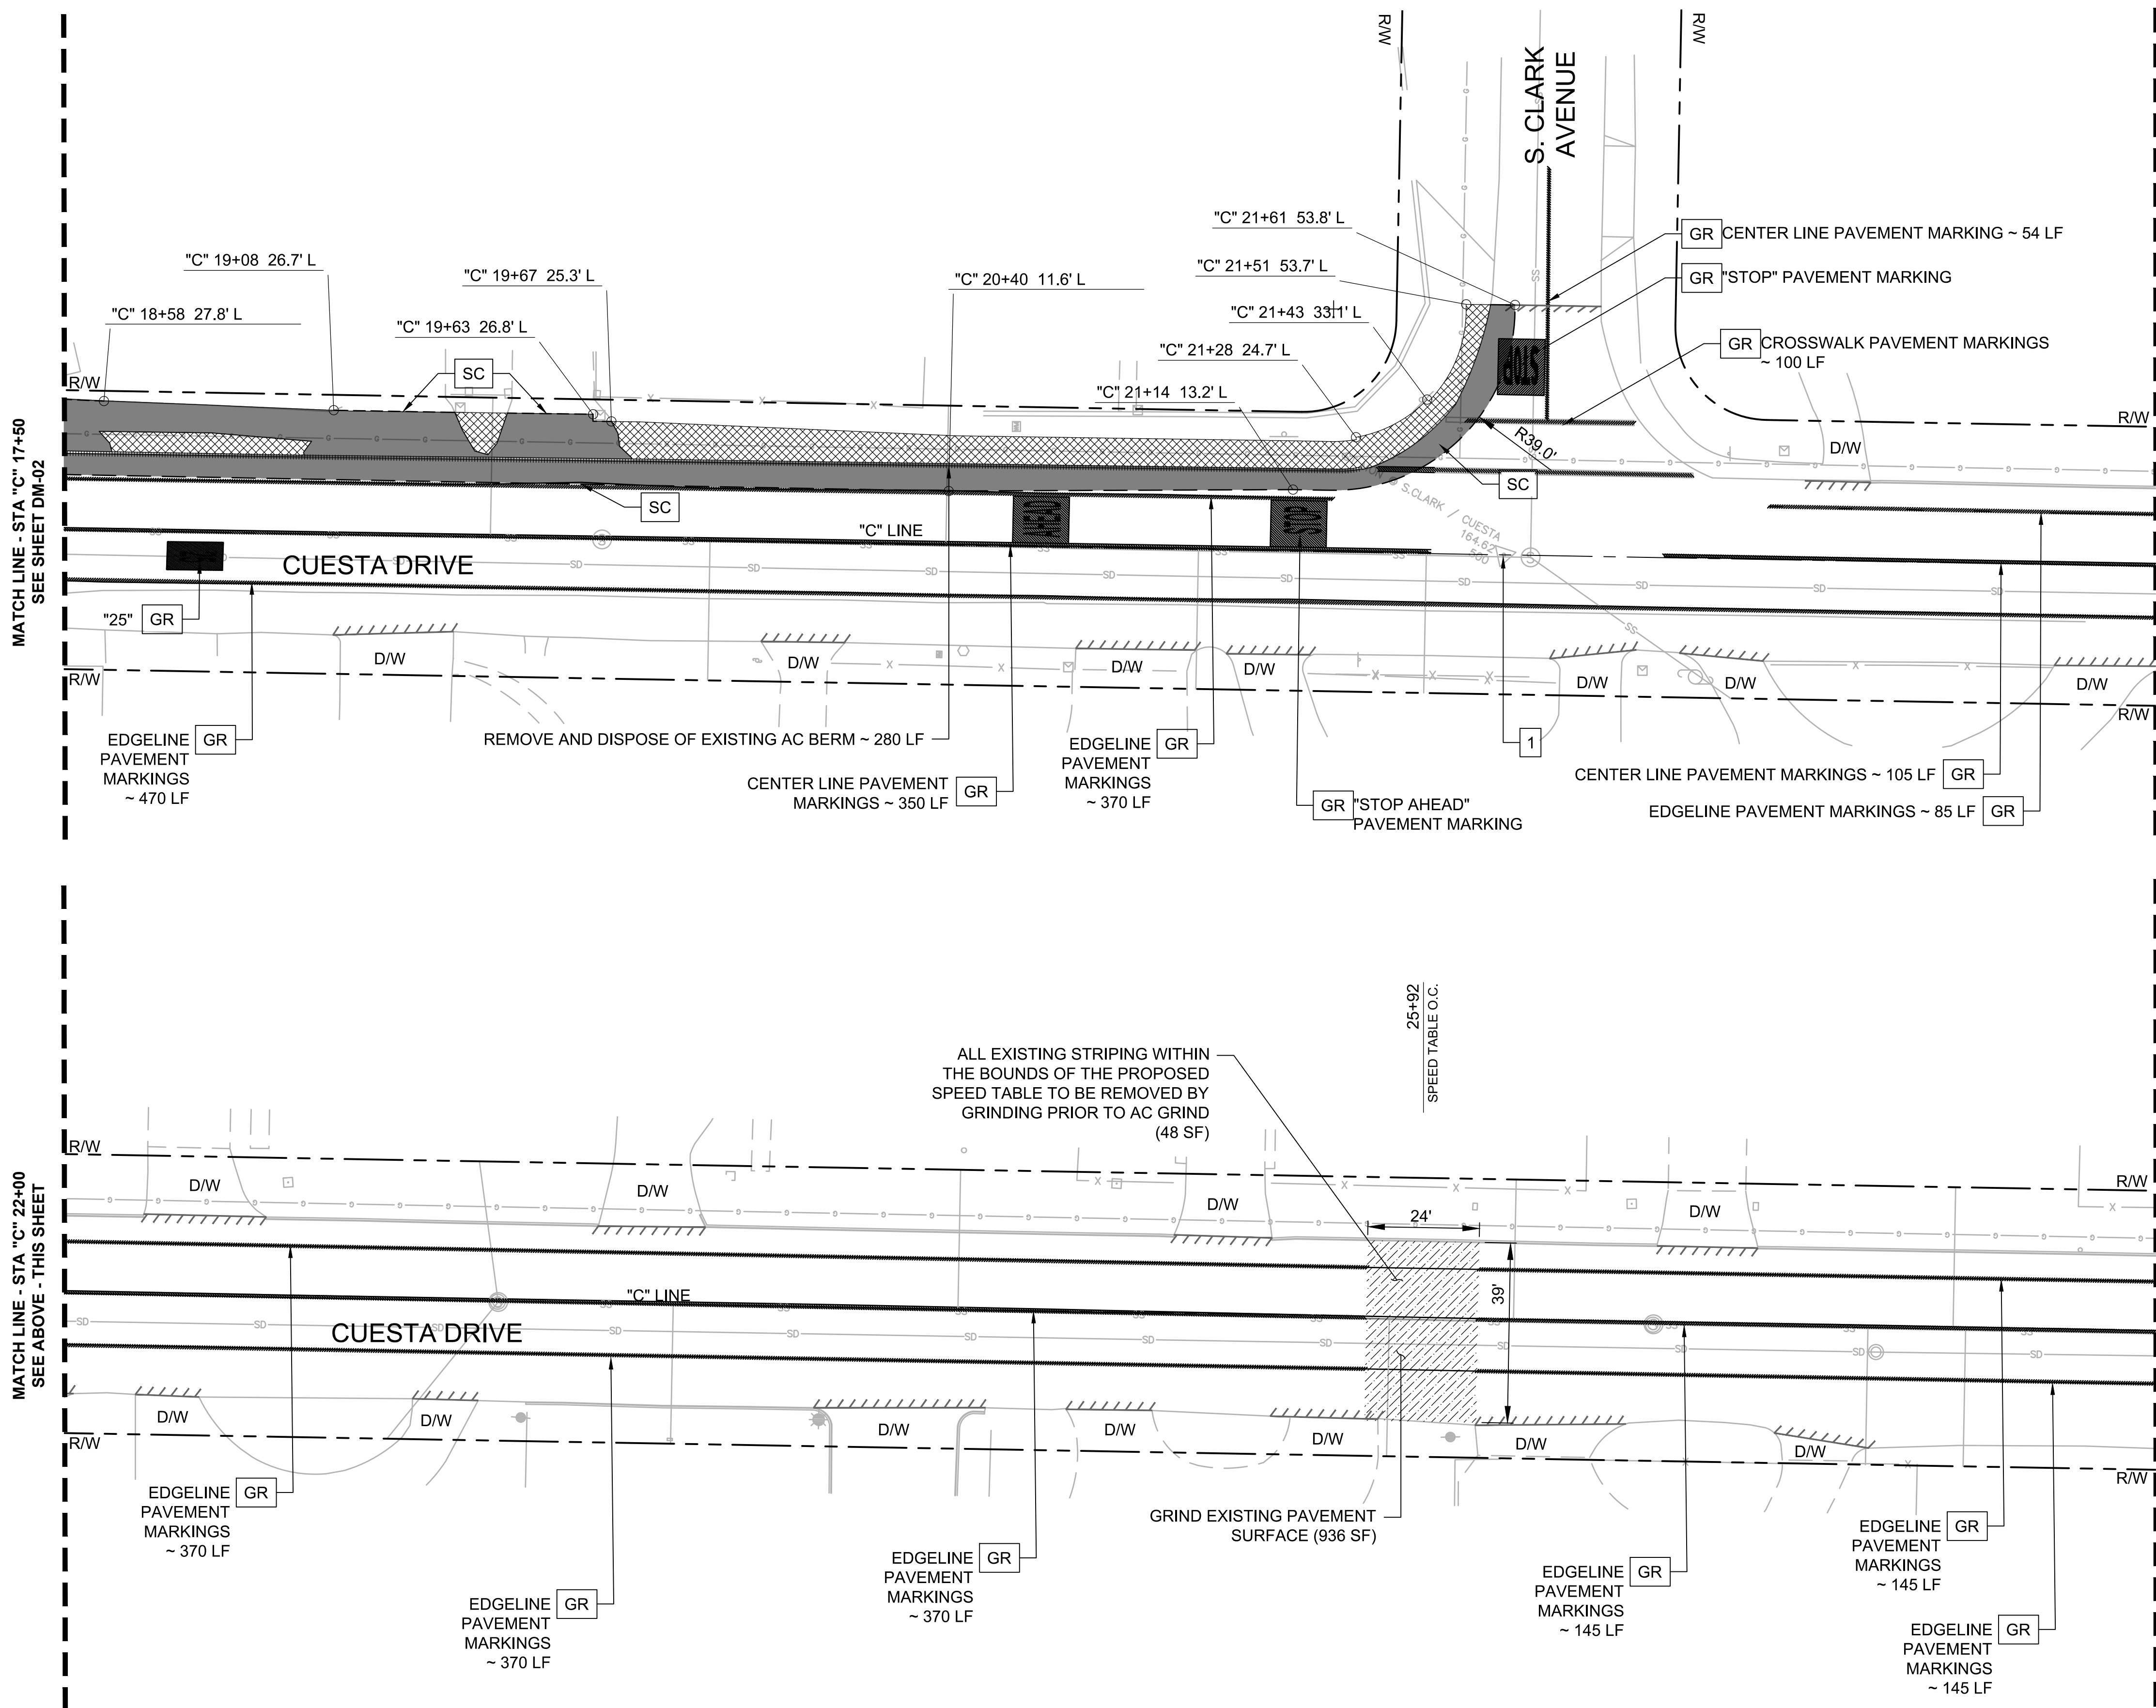 R/W
R/W
S. CLARK
AVENUE
"C" 21+61 53.8' L
GR CENTER LINE PAVEMENT MARKING ~ 54 LF
"C" 19+08 26.7' L
"C" 19+67 25.3' L
"C" 20+40 11.6' L
"C" 21+51 53.7' L
GR "STOP" PAVEMENT MARKING
"C" 18+58 27.8' L
"C" 19+63 26.8' L
"C" 21+43 33.1' L
GR CROSSWALK PAVEMENT MARKINGS
~ 100 LF
"C" 21+28 24.7' L
SC
STOP
R/W
"C" 21+14 13.2' L
R/W
R39.0'
D/W
MATCH LINE - STA "C" 17+50
SEE SHEET DM-02
SC
SC
AHEAD
STOP
S.CLARK / CUESTA
164.62
500
"C" LINE
CUESTA DRIVE
"25" GR
D/W
D/W
D/W
D/W
D/W
D/W
D/W
R/W
R/W
EDGELINE GR
PAVEMENT
MARKINGS
~ 470 LF
REMOVE AND DISPOSE OF EXISTING AC BERM ~ 280 LF
CENTER LINE PAVEMENT GR
MARKINGS ~ 350 LF
EDGELINE GR
PAVEMENT
MARKINGS
~ 370 LF
GR "STOP AHEAD"
PAVEMENT MARKING
1
CENTER LINE PAVEMENT MARKINGS ~ 105 LF GR
EDGELINE PAVEMENT MARKINGS ~ 85 LF GR
25+92
SPEED TABLE O.C.
ALL EXISTING STRIPING WITHIN
THE BOUNDS OF THE PROPOSED
SPEED TABLE TO BE REMOVED BY
GRINDING PRIOR TO AC GRIND
(48 SF)
MATCH LINE - STA "C" 22+00
SEE ABOVE - THIS SHEET
R/W
R/W
D/W
D/W
D/W
D/W
24'
39'
"C" LINE
CUESTA DRIVE
D/W
D/W
D/W
D/W
D/W
D/W
D/W
R/W
R/W
EDGELINE GR
PAVEMENT
MARKINGS
~ 370 LF
EDGELINE GR
PAVEMENT
MARKINGS
~ 370 LF
EDGELINE GR
PAVEMENT
MARKINGS
~ 370 LF
GRIND EXISTING PAVEMENT
SURFACE (936 SF)
EDGELINE GR
PAVEMENT
MARKINGS
~ 145 LF
EDGELINE GR
PAVEMENT
MARKINGS
~ 145 LF
EDGELINE GR
PAVEMENT
MARKINGS
~ 145 LF